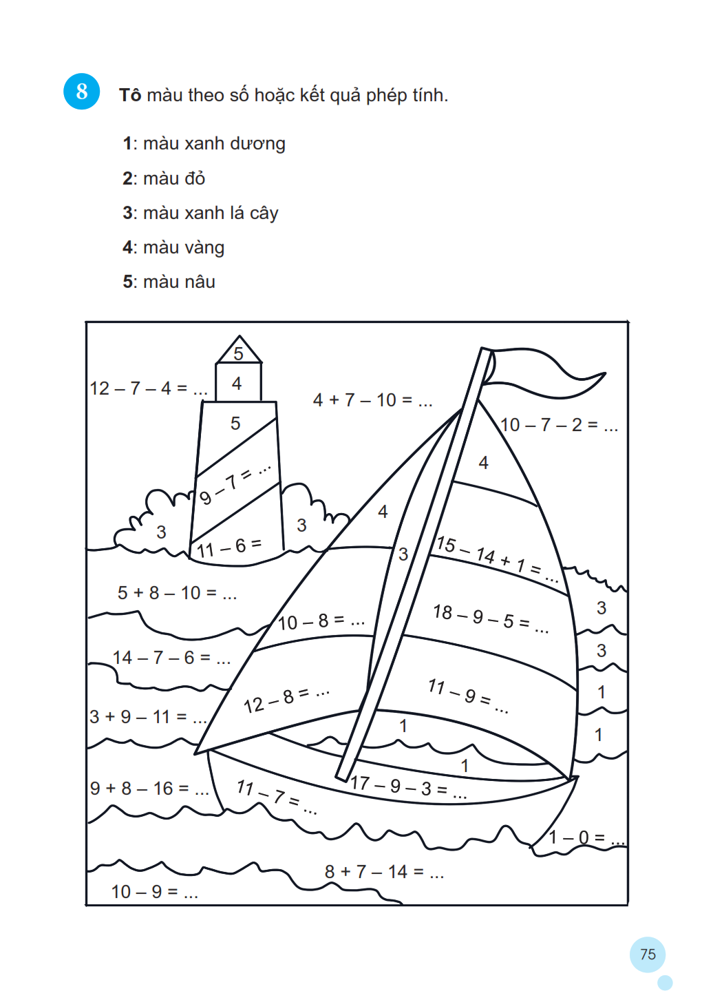 8
Tô màu theo số hoặc kết quả phép tính.
1: màu xanh dương
2: màu đỏ
3: màu xanh lá cây
4: màu vàng
5: màu nâu
5
12 – 7 – 4 = ...
4
4 + 7 – 10 = ...
5
10 – 7 – 2 = ...
4
9 – 7 = ...
4
3
3
11 – 6 =
3
15 – 14 + 1 = ...
5 + 8 – 10 = ...
10 – 8 = ...
18 – 9 – 5 = ...
3
14 – 7 – 6 = ...
3
12 – 8 = ...
11 – 9 = ...
1
3 + 9 – 11 = ...
1
1
1
9 + 8 – 16 = ...
11 – 7 = ...
17 – 9 – 3 = ...
1 – 0 = ...
8 + 7 – 14 = ...
10 – 9 = ...
75